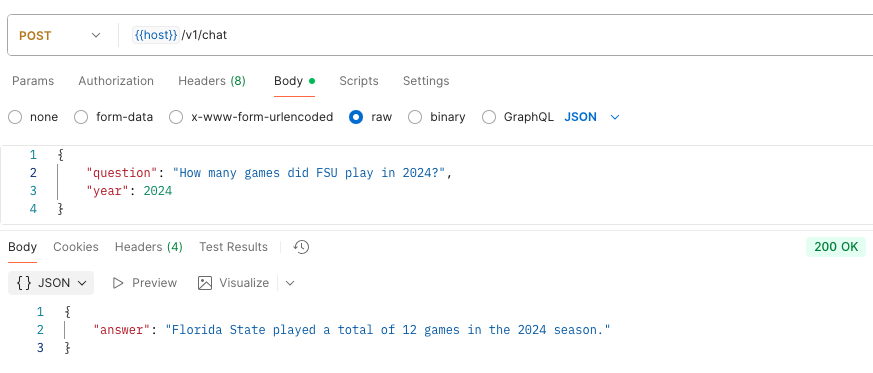 POST {{host}} /v1/chat
Params Authorization Headers (8) Body Scripts Settings
none form-data x-www-form-urlencoded raw binary GraphQL JSON
1 {
2 "question": "How many games did FSU play in 2024?",
3 "year": 2024
4 }
Body Cookies Headers (4) Test Results 200 OK
{} JSON Preview Visualize
1 {
2 "answer": "Florida State played a total of 12 games in the 2024 season."
3 }